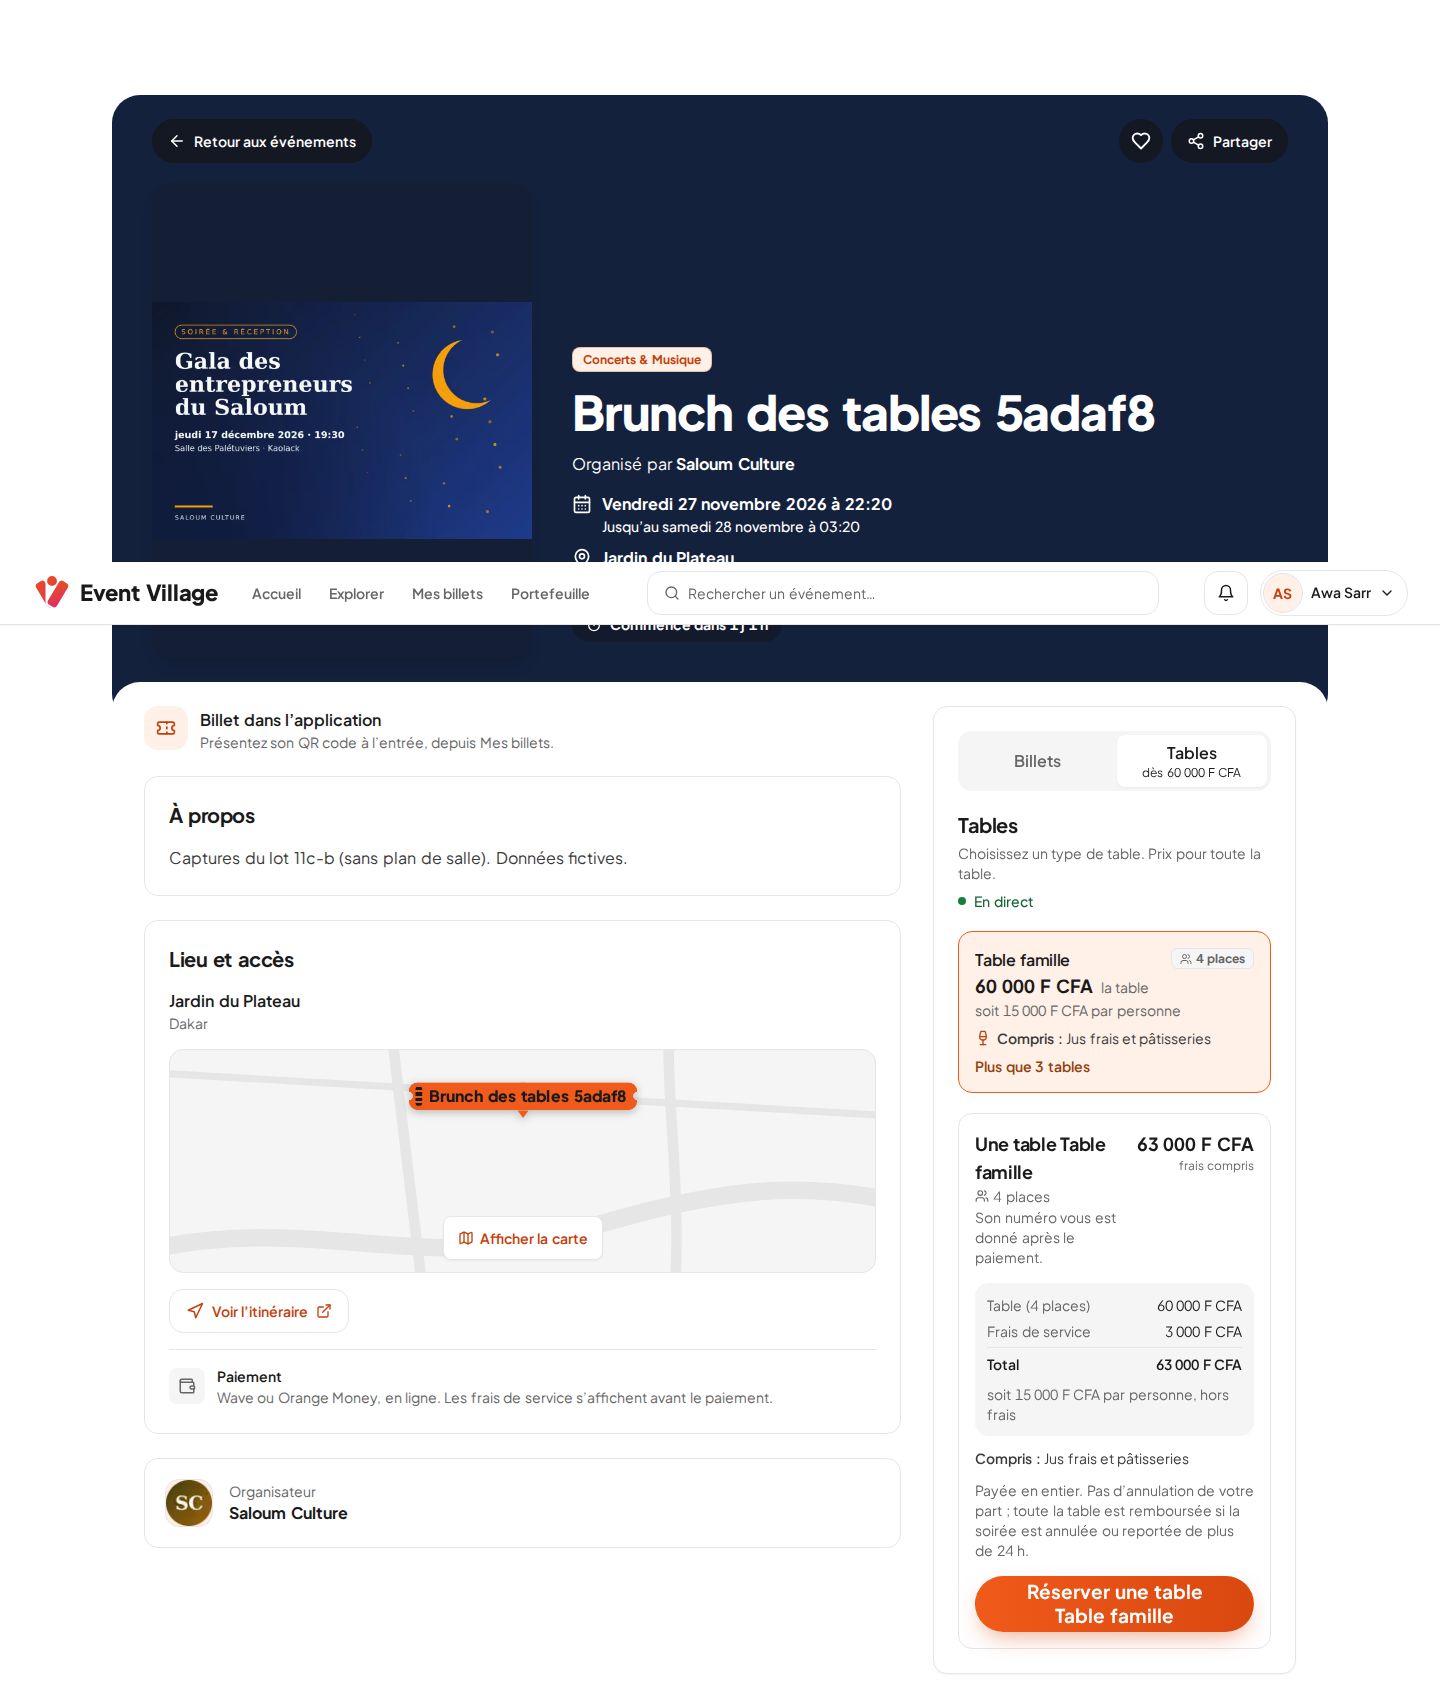 Retour aux événements
Partager
SOIRÉE & RÉCEPTION
Gala des
entrepreneurs
du Saloum
jeudi 17 décembre 2026 · 19:30
Salle des Palétuviers · Kaolack
SALOUM CULTURE
Concerts & Musique
Brunch des tables 5adaf8
Organisé par Saloum Culture
Vendredi 27 novembre 2026 à 22:20
Jusqu’au samedi 28 novembre à 03:20
Jardin du Plateau
Event Village
Accueil
Explorer
Mes billets
Portefeuille
Rechercher un événement…
AS
Awa Sarr
Commence dans 1 j 1 h
Billet dans l’application
Présentez son QR code à l’entrée, depuis Mes billets.
À propos
Captures du lot 11c-b (sans plan de salle). Données fictives.
Lieu et accès
Jardin du Plateau
Dakar
Brunch des tables 5adaf8
Afficher la carte
Voir l’itinéraire
Paiement
Wave ou Orange Money, en ligne. Les frais de service s’affichent avant le paiement.
SC
Organisateur
Saloum Culture
Billets
Tables
dès 60 000 F CFA
Tables
Choisissez un type de table. Prix pour toute la
table.
En direct
Table famille
4 places
60 000 F CFA la table
soit 15 000 F CFA par personne
Compris : Jus frais et pâtisseries
Plus que 3 tables
Une table Table
famille
63 000 F CFA
frais compris
4 places
Son numéro vous est
donné après le
paiement.
Table (4 places) 60 000 F CFA
Frais de service 3 000 F CFA
Total 63 000 F CFA
soit 15 000 F CFA par personne, hors
frais
Compris : Jus frais et pâtisseries
Payée en entier. Pas d’annulation de votre
part ; toute la table est remboursée si la
soirée est annulée ou reportée de plus
de 24 h.
Réserver une table
Table famille